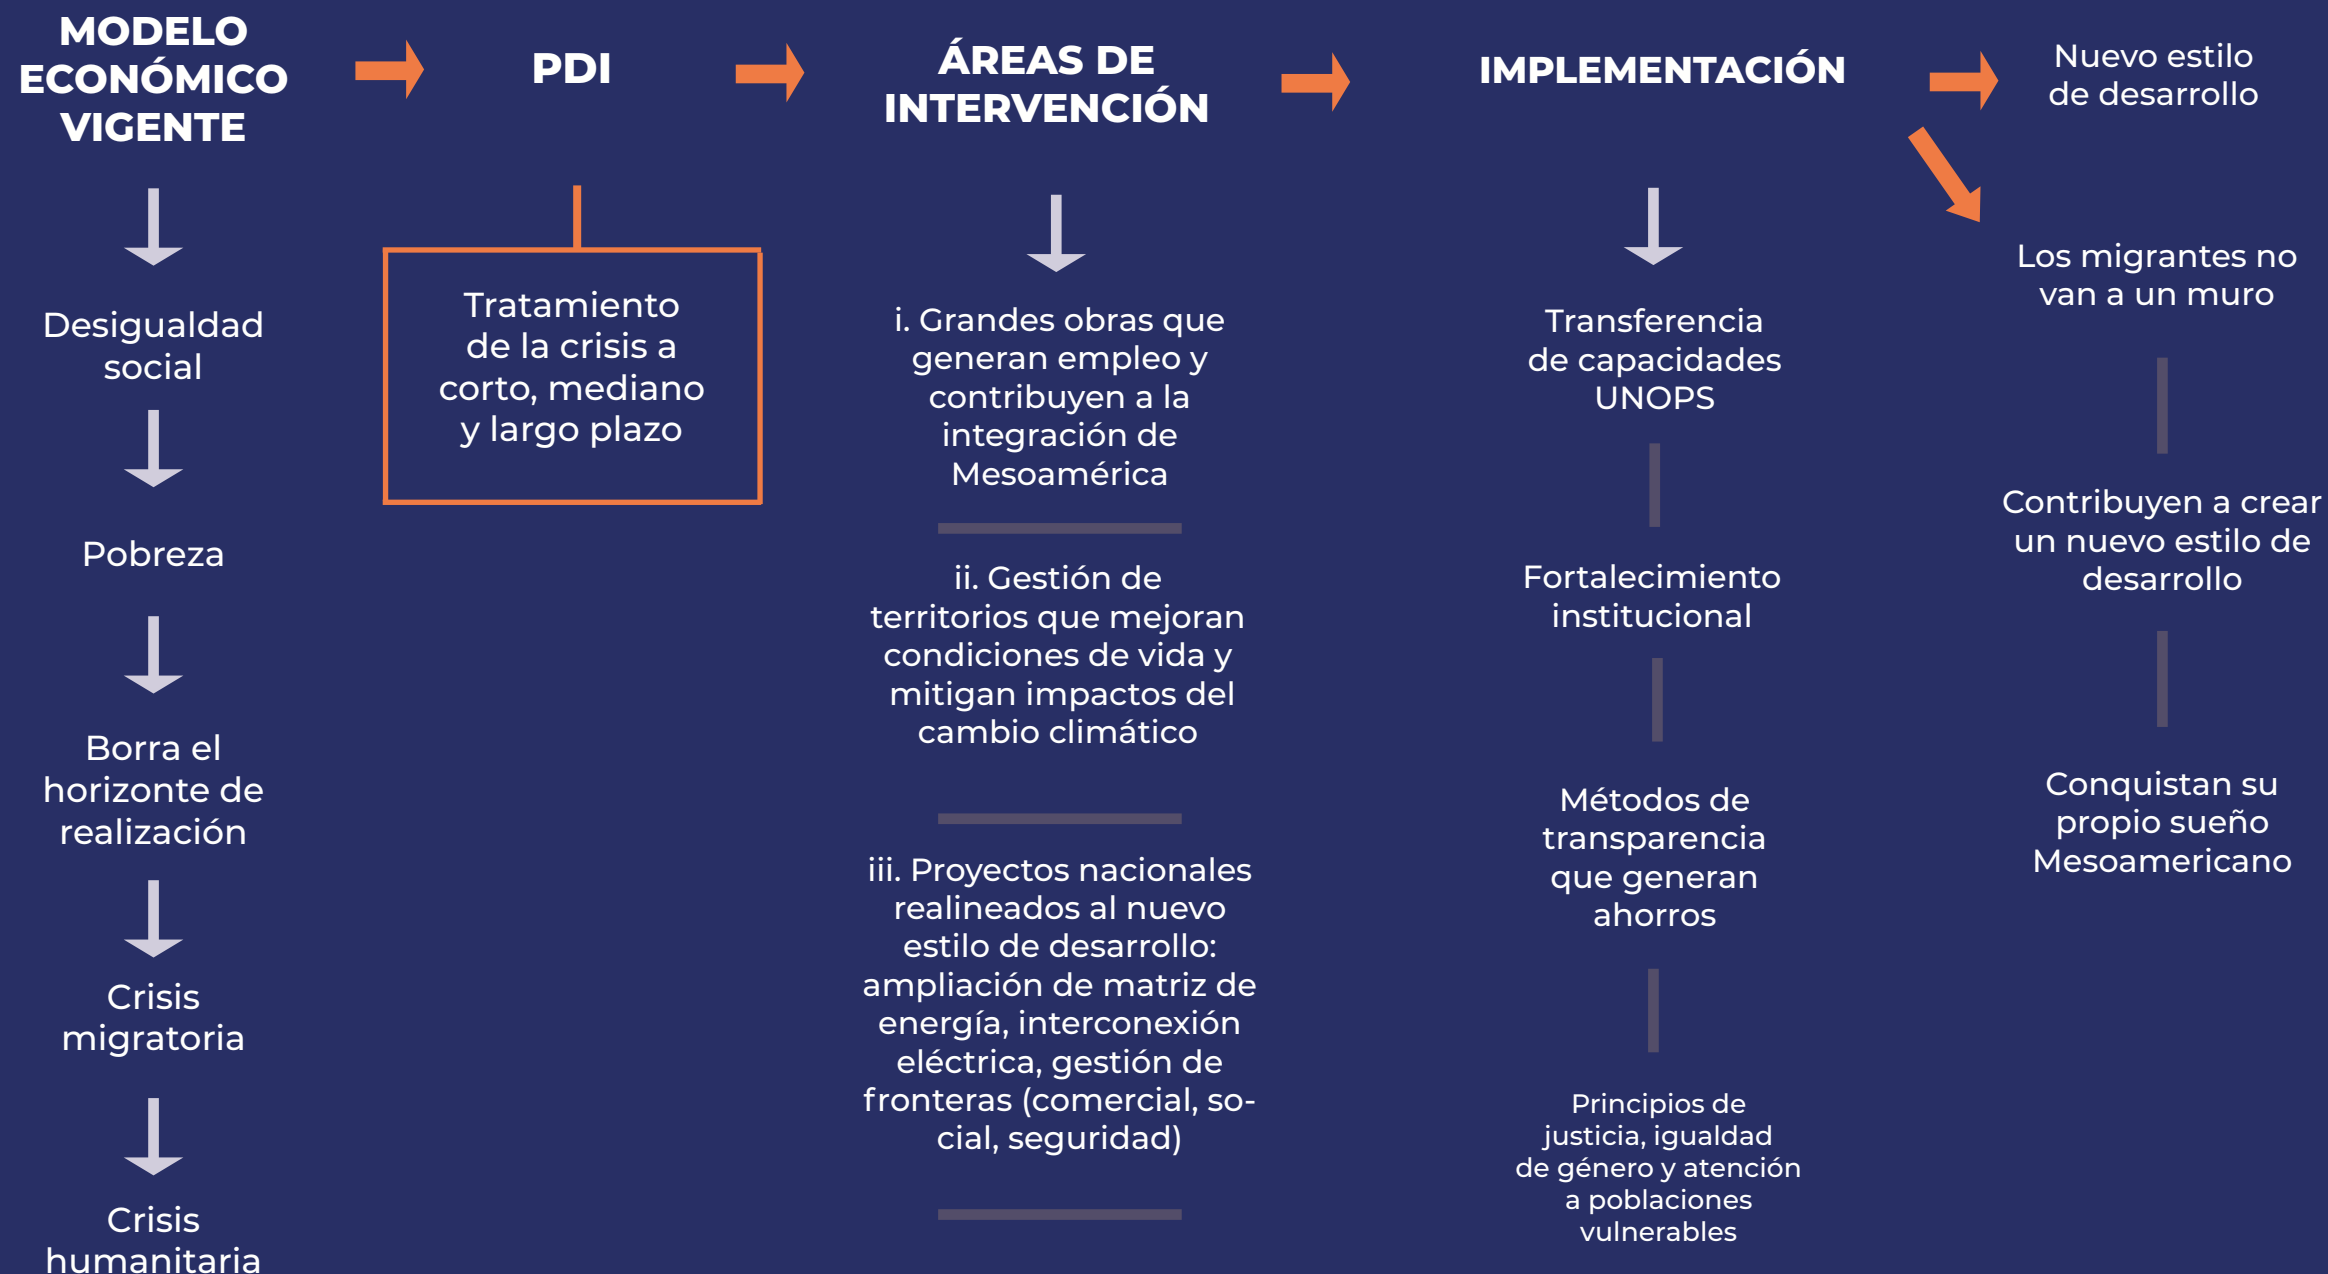 MODELO
ECONÓMICO
VIGENTE
Desigualdad
social
Pobreza
Borra el
horizonte de
realización
Crisis
migratoria
Crisis
humanitaria
PDI
Tratamiento
de la crisis a
corto, mediano
y largo plazo
ÁREAS DE
INTERVENCIÓN
i. Grandes obras que
generan empleo y
contribuyen a la
integración de
Mesoamérica
ii. Gestión de
territorios que mejoran
condiciones de vida y
mitigan impactos del
cambio climático
iii. Proyectos nacionales
realineados al nuevo
estilo de desarrollo:
ampliación de matriz de
energía, interconexión
eléctrica, gestión de
fronteras (comercial, so-
cial, seguridad)
IMPLEMENTACIÓN
Transferencia
de capacidades
UNOPS
Fortalecimiento
institucional
Métodos de
transparencia
que generan
ahorros
Principios de
justicia, igualdad
de género y atención
a poblaciones
vulnerables
Nuevo estilo
de desarrollo
Los migrantes no
van a un muro
Contribuyen a crear
un nuevo estilo de
desarrollo
Conquistan su
propio sueño
Mesoamericano